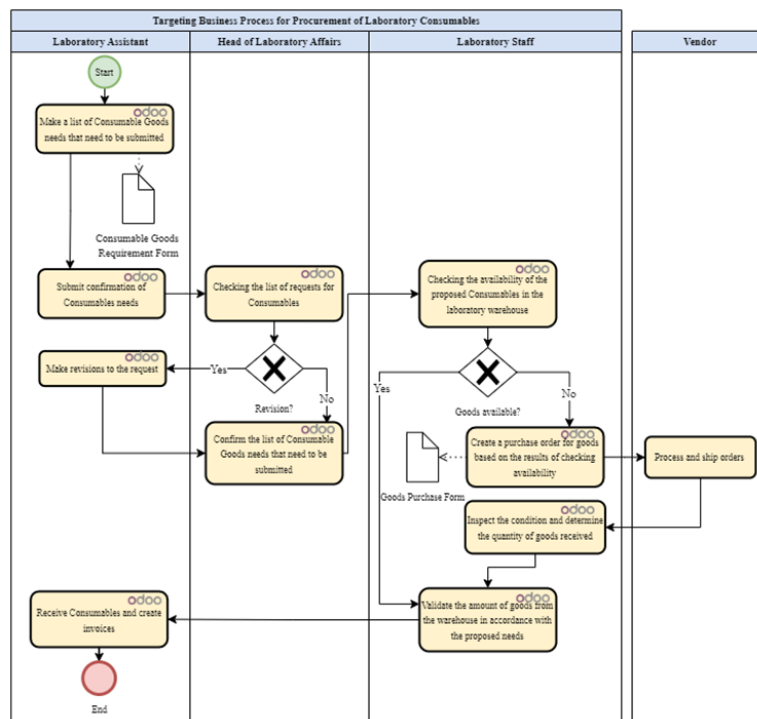 Targeting Business Process for Procurement of Laboratory Consumables
Laboratory Assistant
Head of Laboratory Affairs
Laboratory Staff
Vendor
Start
odoo
Make a list of Consumable Goods
needs that need to be submitted
Consumable Goods
Requirement Form
odoo
Submit confirmation of
Consumables needs
odoo
Checking the list of requests for
Consumables
odoo
Checking the availability of the
proposed Consumables in the
laboratory warehouse
odoo
Make revisions to the request
Yes
No
Revision?
Yes
No
Goods available?
odoo
Confirm the list of Consumable
Goods needs that need to be
submitted
odoo
Create a purchase order for goods
based on the results of checking
availability
Goods Purchase Form
Process and ship orders
odoo
Inspect the condition and determine
the quantity of goods received
odoo
Validate the amount of goods from
the warehouse in accordance with
the proposed needs
odoo
Receive Consumables and create
invoices
End